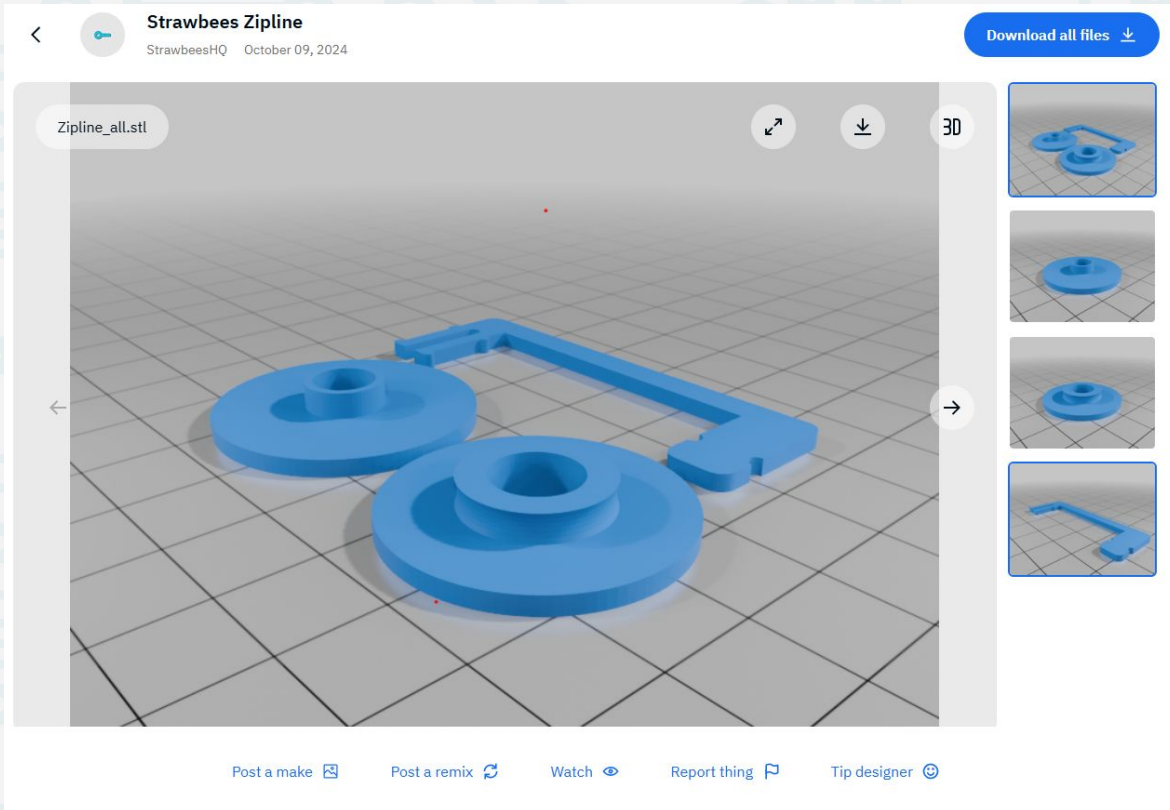 Strawbees Zipline
StrawbeesHQ October 09, 2024
Download all files
Zipline_all.stl
3D
Post a make
Post a remix
Watch
Report thing
Tip designer